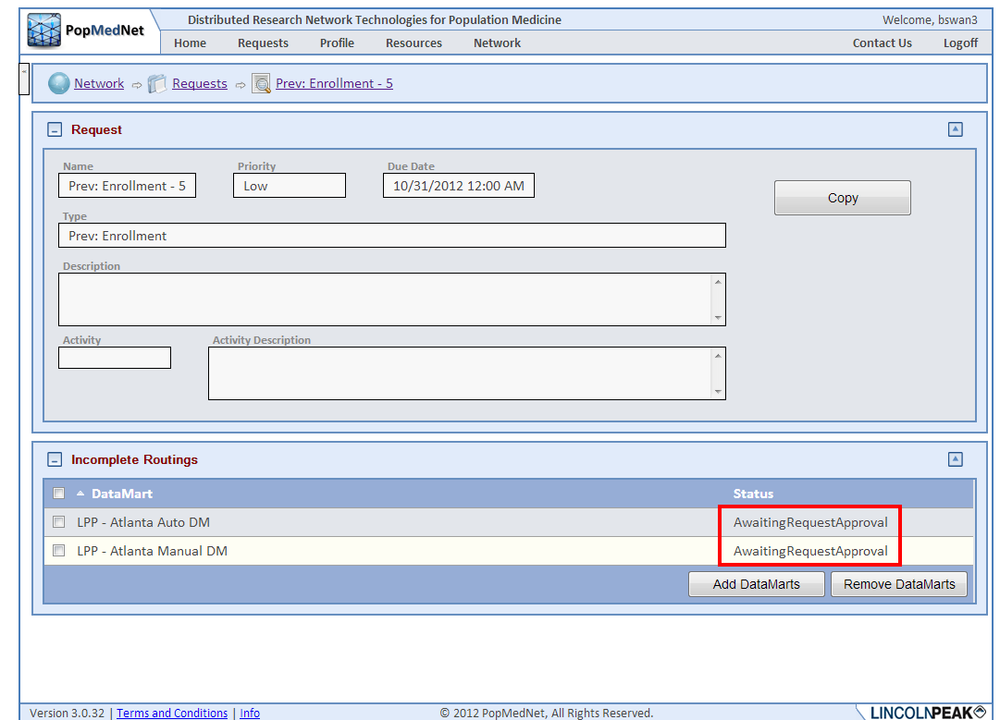 Distributed Research Network Technologies for Population Medicine Welcome, bswan3
PopMedNet
Home Requests Profile Resources Network Contact Us Logoff
Network ⇨ Requests ⇨ Prev: Enrollment - 5
Request
Name Priority Due Date
Prev: Enrollment - 5 Low 10/31/2012 12:00 AM
Copy
Type
Prev: Enrollment
Description
Activity Activity Description
Incomplete Routings
DataMart Status
LPP - Atlanta Auto DM AwaitingRequestApproval
LPP - Atlanta Manual DM AwaitingRequestApproval
Add DataMarts Remove DataMarts
Version 3.0.32 | Terms and Conditions | Info © 2012 PopMedNet, All Rights Reserved. LINCOLNPEAK